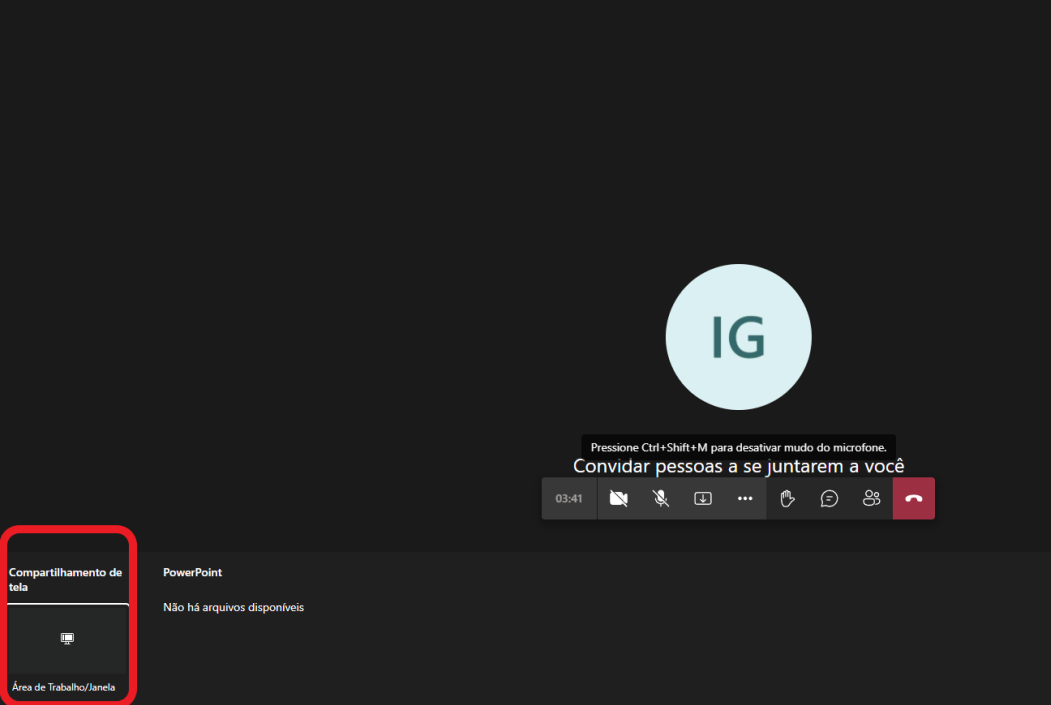 IG
Pressione Ctrl+Shift+M para desativar mudo do microfone.
Convidar pessoas a se juntarem a você
03:41
Compartilhamento de
tela
Área de Trabalho/Janela
PowerPoint
Não há arquivos disponíveis